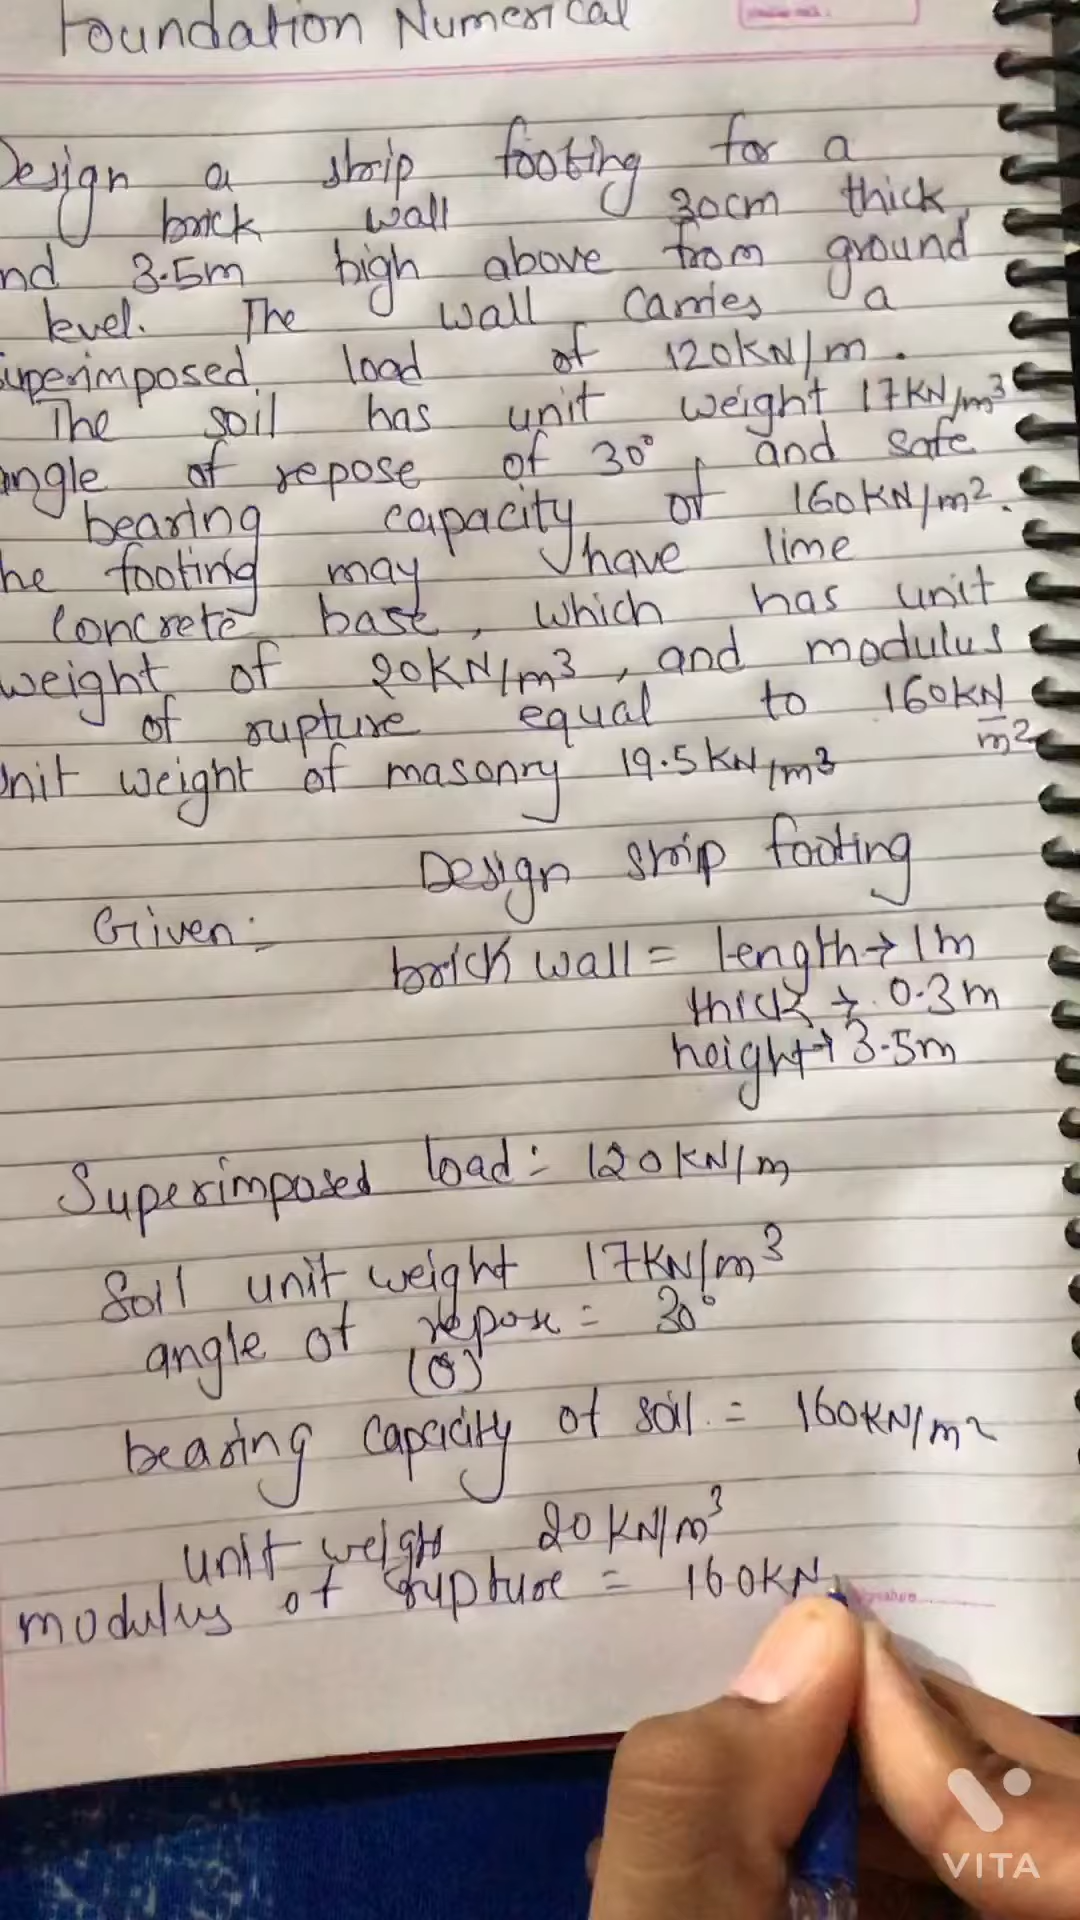 Foundation Numerical
Design a strip footing for a
brick wall 30cm thick,
nd 3.5m high above from ground
level. The wall carries a
superimposed load of 120KN/m.
The soil has unit weight 17KN/m3
angle of repose of 30°, and safe
bearing capacity of 160KN/m2.
he footing may have lime
concrete base, which has unit
weight of 20KN/m3, and modulus
of rupture equal to 160KN
m2
Unit weight of masonry 19.5KN/m3
Design strip footing
Given:
brick wall = length → 1m
thick → 0.3m
height → 3.5m
Superimposed load: 120KN/m
Soil unit weight 17KN/m3
angle of repose = 30°
(θ)
bearing capacity of soil = 160KN/m2
unit weigh 20KN/m3
modulus of rupture = 160KN
VITA